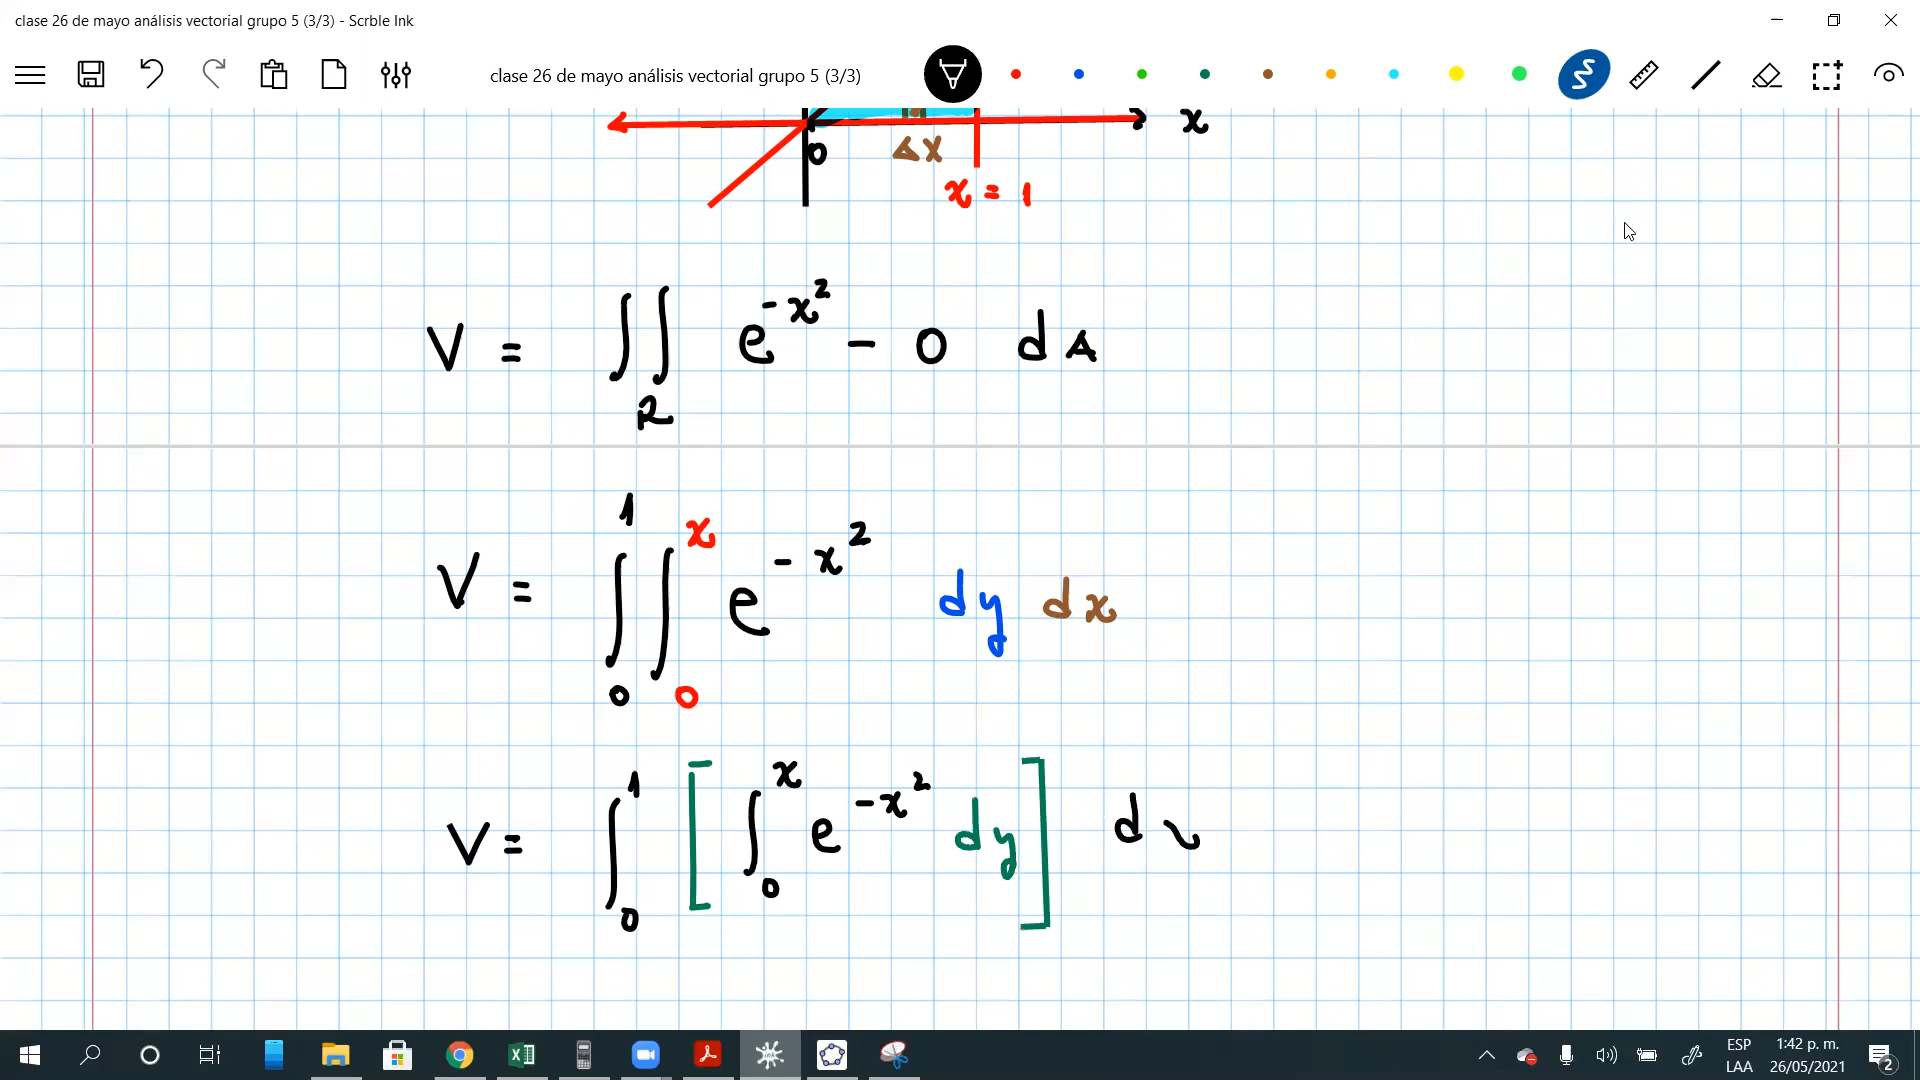 clase 26 de mayo análisis vectorial grupo 5 (3/3) - Scrble Ink
clase 26 de mayo análisis vectorial grupo 5 (3/3)
x
0 Δx
x = 1
V = ∬_R e^{-x^2} - 0 dA
V = ∫_0^1 ∫_0^x e^{-x^2} dy dx
V = ∫_0^1 [ ∫_0^x e^{-x^2} dy ] d
ESP 1:42 p. m.
LAA 26/05/2021
2